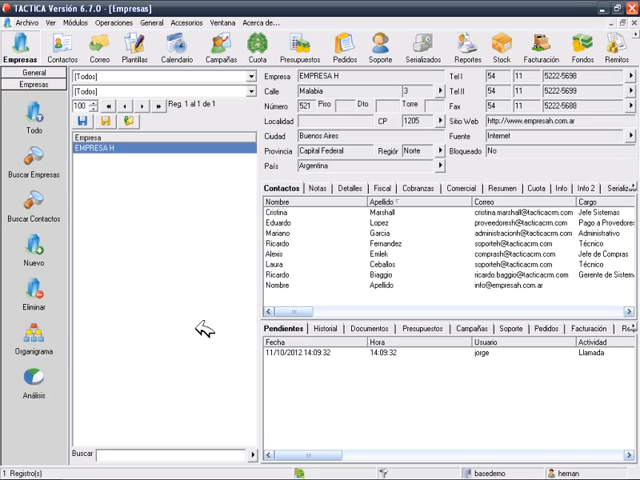 TACTICA Versión 6.7.0 - [Empresas]
Archivo Ver Módulos Operaciones General Accesorios Ventana Acerca de...
Empresas Contactos Correo Plantillas Calendario Campañas Cuota Presupuestos Pedidos Soporte Serializados Reportes Stock Facturación Fondos Remitos
General
Empresas
Todo
Buscar Empresas
Buscar Contactos
Nuevo
Eliminar
Organigrama
Análisis
[Todos]
[Todos]
100 Reg. 1 al 1 de 1
Empresa
EMPRESA H
Buscar
Empresa EMPRESA H Tel I 54 11 5222-5698
Calle Malabia 3 Tel II 54 11 5222-5699
Número 521 Piso Dto Torre Fax 54 11 5222-5688
Localidad CP 1205 Sitio Web http://www.empresah.com.ar
Ciudad Buenos Aires Fuente Internet
Provincia Capital Federal Región Norte Bloqueado No
País Argentina
Contactos Notas Detalles Fiscal Cobranzas Comercial Resumen Cuota Info Info 2 Serializ
Nombre Apellido Correo Cargo
Cristina Marshall cristina.marshall@tacticacrm.com Jefe Sistemas
Eduardo Lopez proveedoresh@tacticacrm.com Pago a Proveedore
Mariano Garcia administracionh@tacticacrm.com Administrativo
Ricardo Fernandez soporteh@tacticacrm.com Técnico
Alexis Emlek comprash@tacticacrm.com Jefe de Compras
Laura Ceballos soporteh@tacticacrm.com Técnico
Ricardo Biaggio ricardo.baggio@tacticacrm.com Gerente de Sistem
Nombre Apellido info@empresah.com.ar
Pendientes Historial Documentos Presupuestos Campañas Soporte Pedidos Facturación Re
Fecha Hora Usuario Actividad
11/10/2012 14:09:32 14:09:32 jorge Llamada
1 Registro(s) basedemo hernan